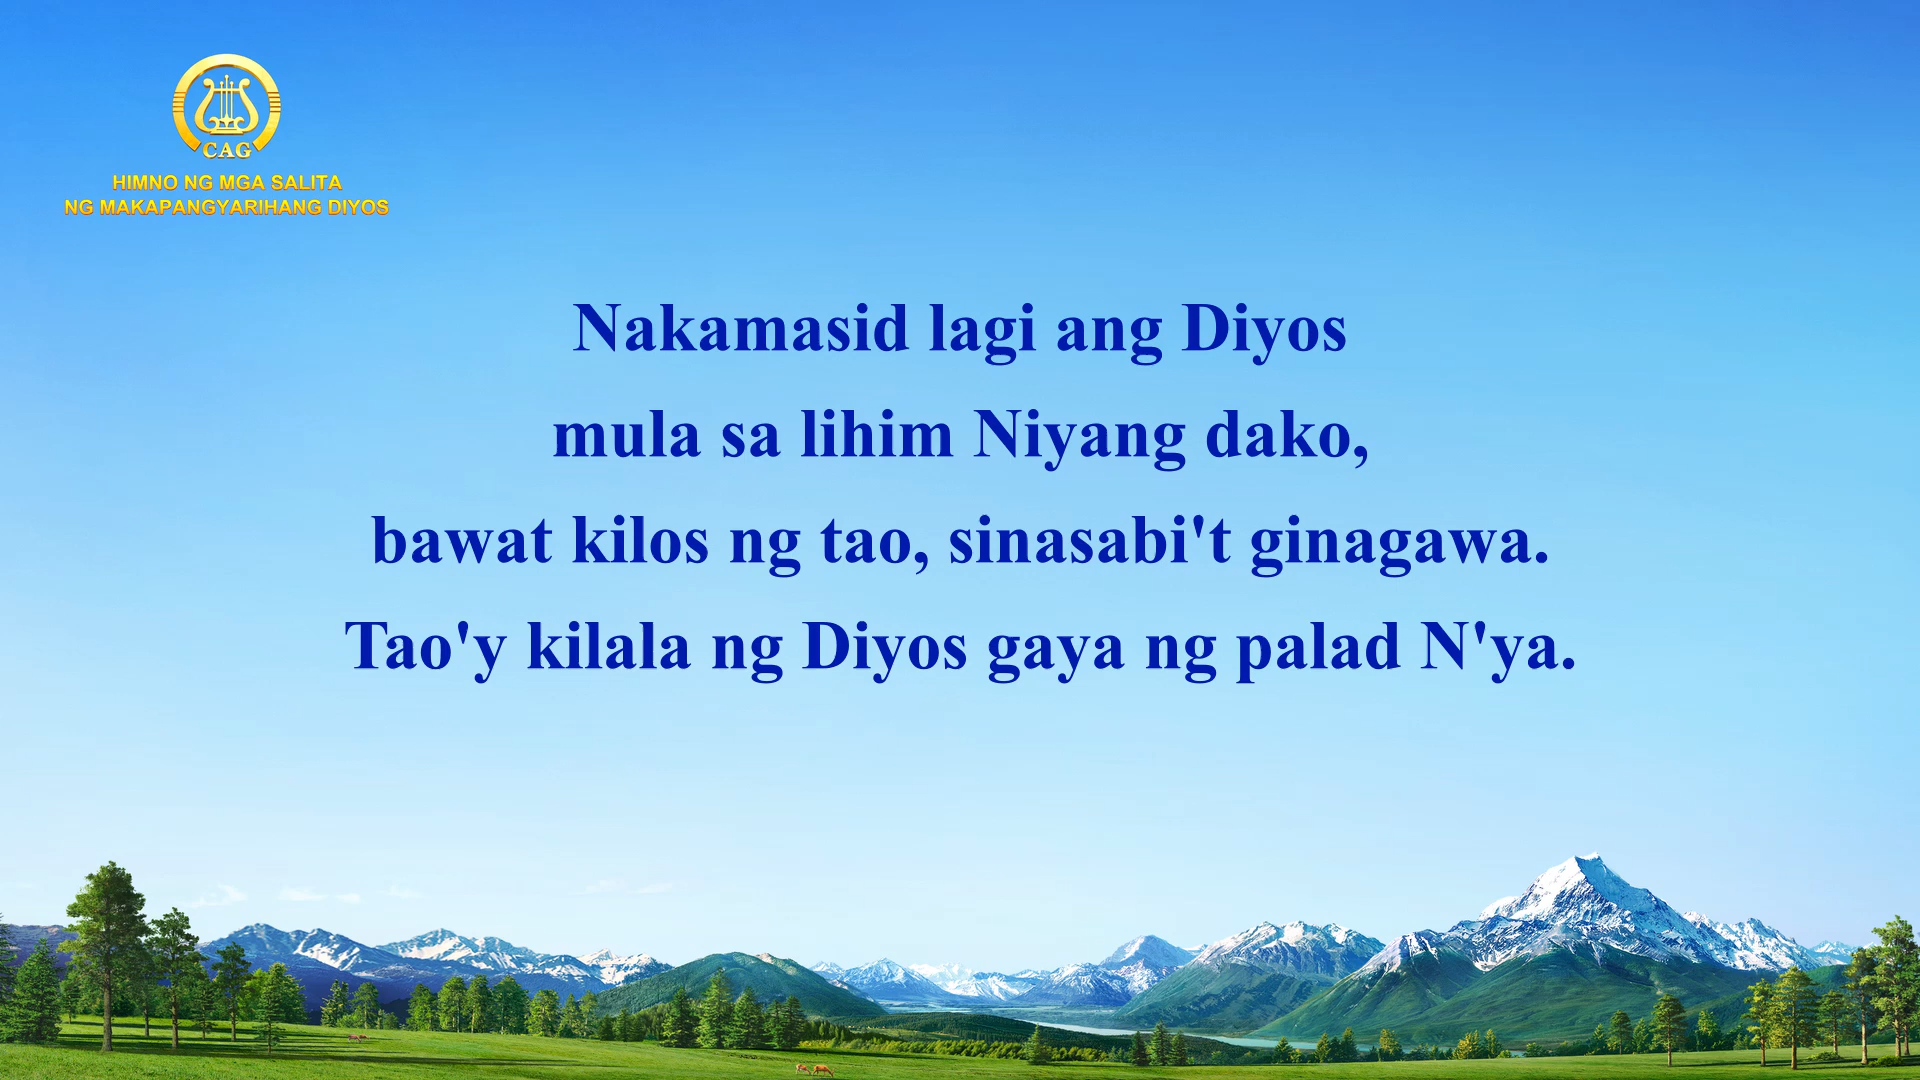 CAG
HIMNO NG MGA SALITA
NG MAKAPANGYARIHANG DIYOS
Nakamasid lagi ang Diyos
mula sa lihim Niyang dako,
bawat kilos ng tao, sinasabi't ginagawa.
Tao'y kilala ng Diyos gaya ng palad N'ya.